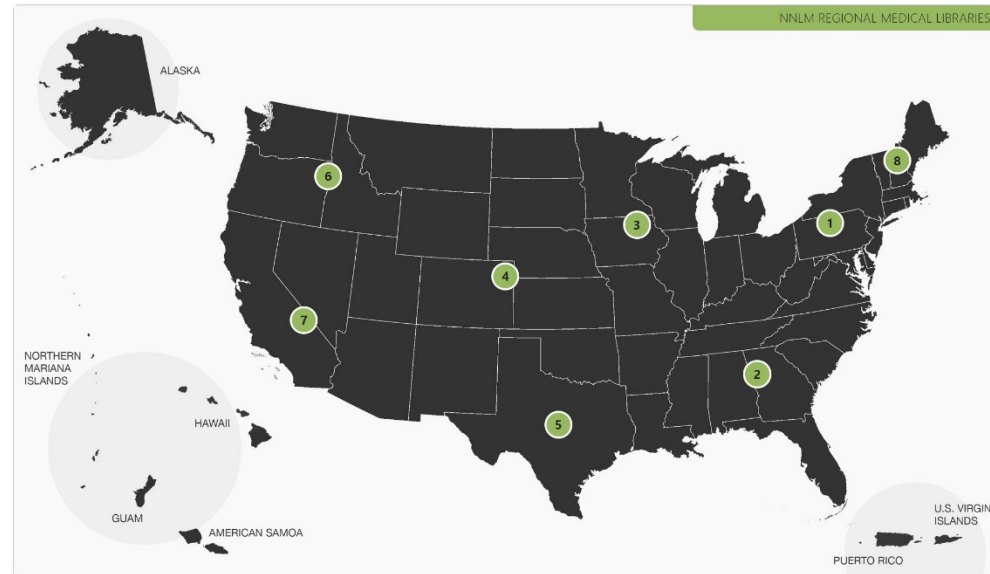 NNLM REGIONAL MEDICAL LIBRARIES
ALASKA
8
6
1
3
4
7
NORTHERN
MARIANA
ISLANDS
2
HAWAII
5
GUAM
AMERICAN SAMOA
U.S. VIRGIN
ISLANDS
PUERTO RICO